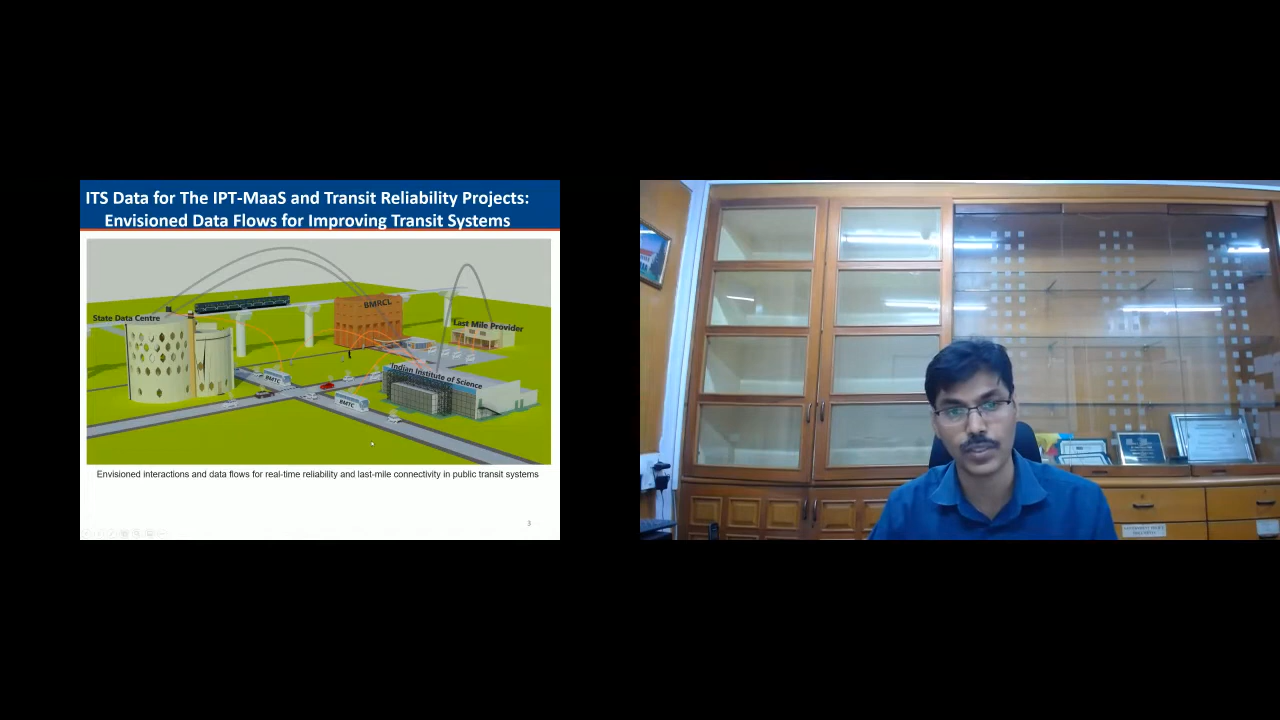 ITS Data for The IPT-MaaS and Transit Reliability Projects:
Envisioned Data Flows for Improving Transit Systems
State Data Centre
BMRCL
Last Mile Provider
Indian Institute of Science
BMTC
BMTC
Envisioned interactions and data flows for real-time reliability and last-mile connectivity in public transit systems
3